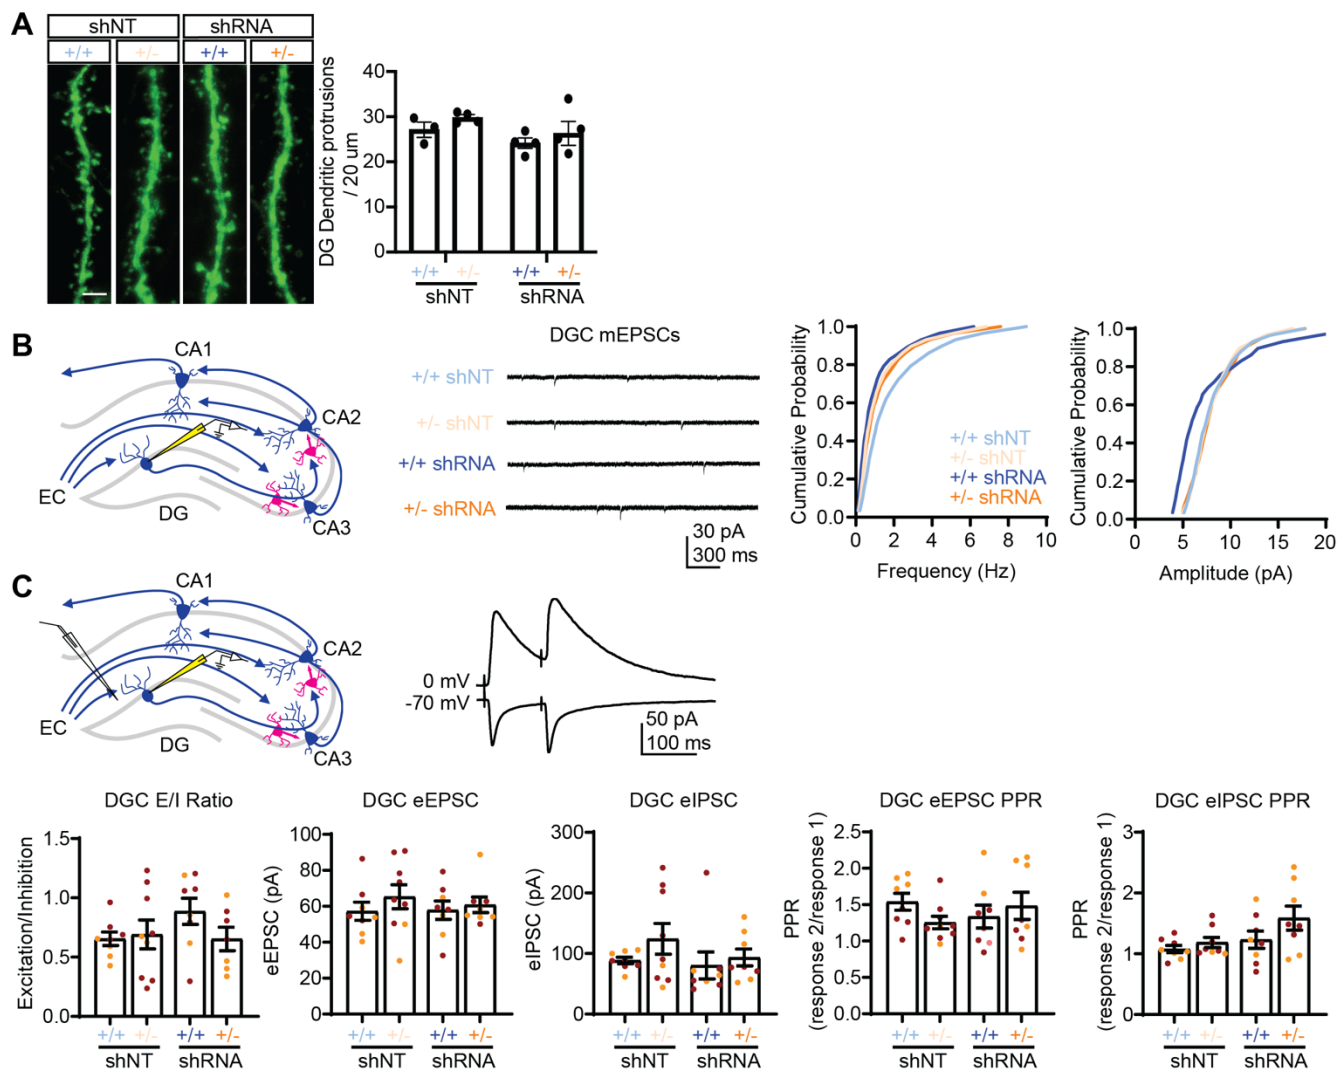 A
shNT shRNA
+/+ +/- +/+ +/-
DG Dendritic protrusions
/ 20 um
40
30
20
10
0
+/+ +/- +/+ +/-
shNT shRNA
B
CA1
CA2
EC
DG
CA3
DGC mEPSCs
+/+ shNT
+/- shNT
+/+ shRNA
+/- shRNA
30 pA
300 ms
Cumulative Probability
1.0
0.8
0.6
0.4
0.2
0.0
0 2 4 6 8 10
Frequency (Hz)
+/+ shNT
+/- shNT
+/+ shRNA
+/- shRNA
Cumulative Probability
1.0
0.8
0.6
0.4
0.2
0.0
0 5 10 15 20
Amplitude (pA)
C
CA1
CA2
EC
DG
CA3
0 mV
-70 mV
50 pA
100 ms
DGC E/I Ratio
Excitation/Inhibition
1.5
1.0
0.5
0.0
+/+ +/- +/+ +/-
shNT shRNA
DGC eEPSC
eEPSC (pA)
100
80
60
40
20
0
+/+ +/- +/+ +/-
shNT shRNA
DGC eIPSC
eIPSC (pA)
300
200
100
0
+/+ +/- +/+ +/-
shNT shRNA
DGC eEPSC PPR
PPR
(response 2/response 1)
2.5
2.0
1.5
1.0
0.5
0.0
+/+ +/- +/+ +/-
shNT shRNA
DGC eIPSC PPR
PPR
(response 2/response 1)
3
2
1
0
+/+ +/- +/+ +/-
shNT shRNA